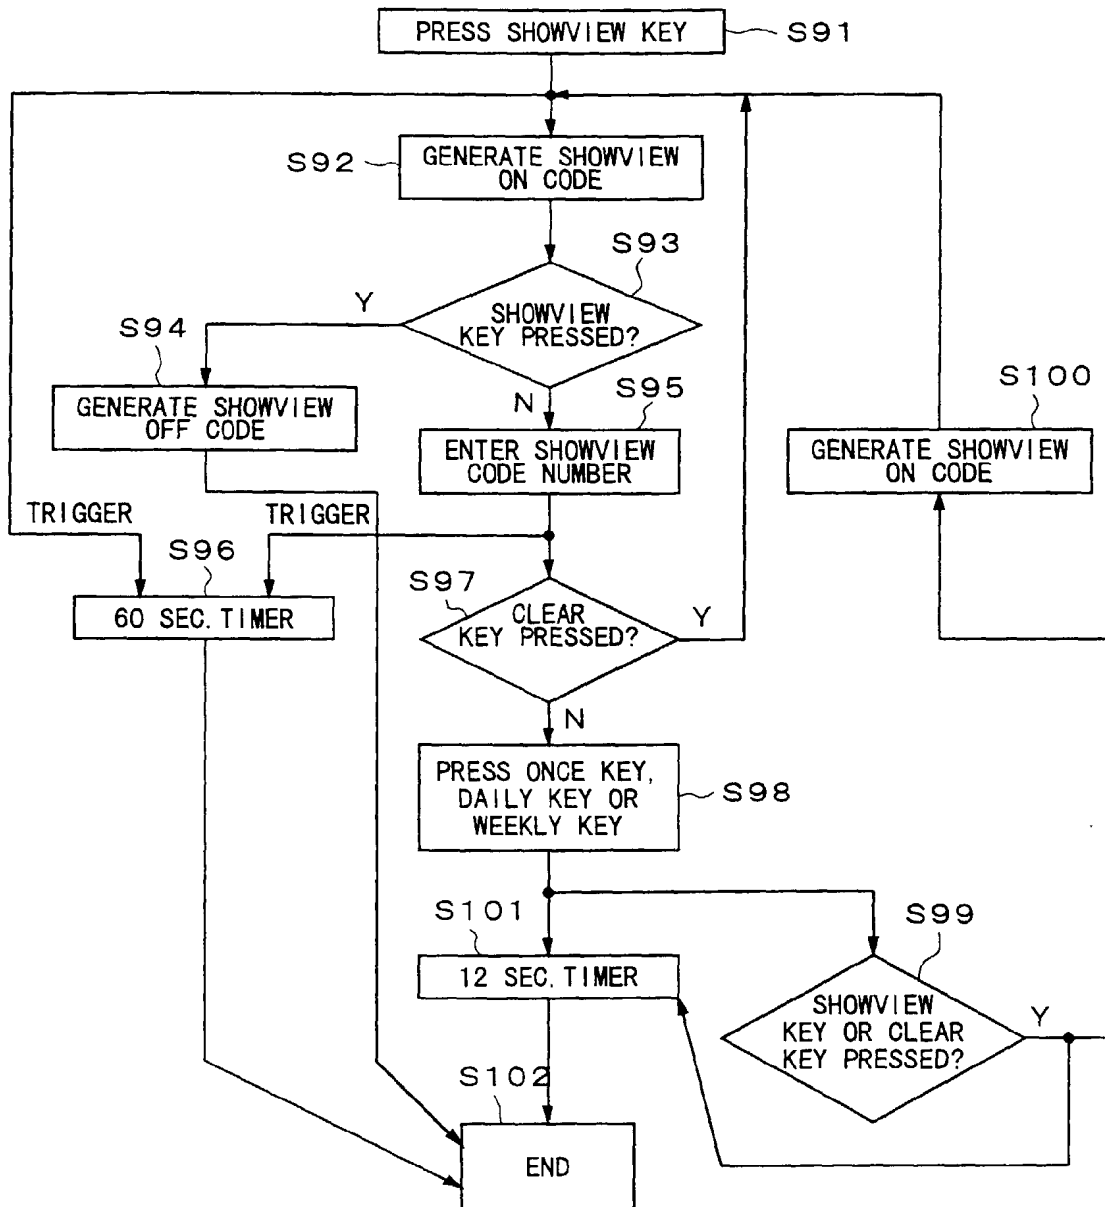 PRESS SHOWVIEW KEY
S91
S92
GENERATE SHOWVIEW
ON CODE
S93
Y
SHOWVIEW
KEY PRESSED?
S94
N
S95
S100
GENERATE SHOWVIEW
OFF CODE
ENTER SHOWVIEW
CODE NUMBER
GENERATE SHOWVIEW
ON CODE
TRIGGER
TRIGGER
S96
60 SEC. TIMER
S97
CLEAR
KEY PRESSED?
Y
N
PRESS ONCE KEY,
DAILY KEY OR
WEEKLY KEY
S98
S101
S99
12 SEC. TIMER
SHOWVIEW
KEY OR CLEAR
KEY PRESSED?
Y
S102
END